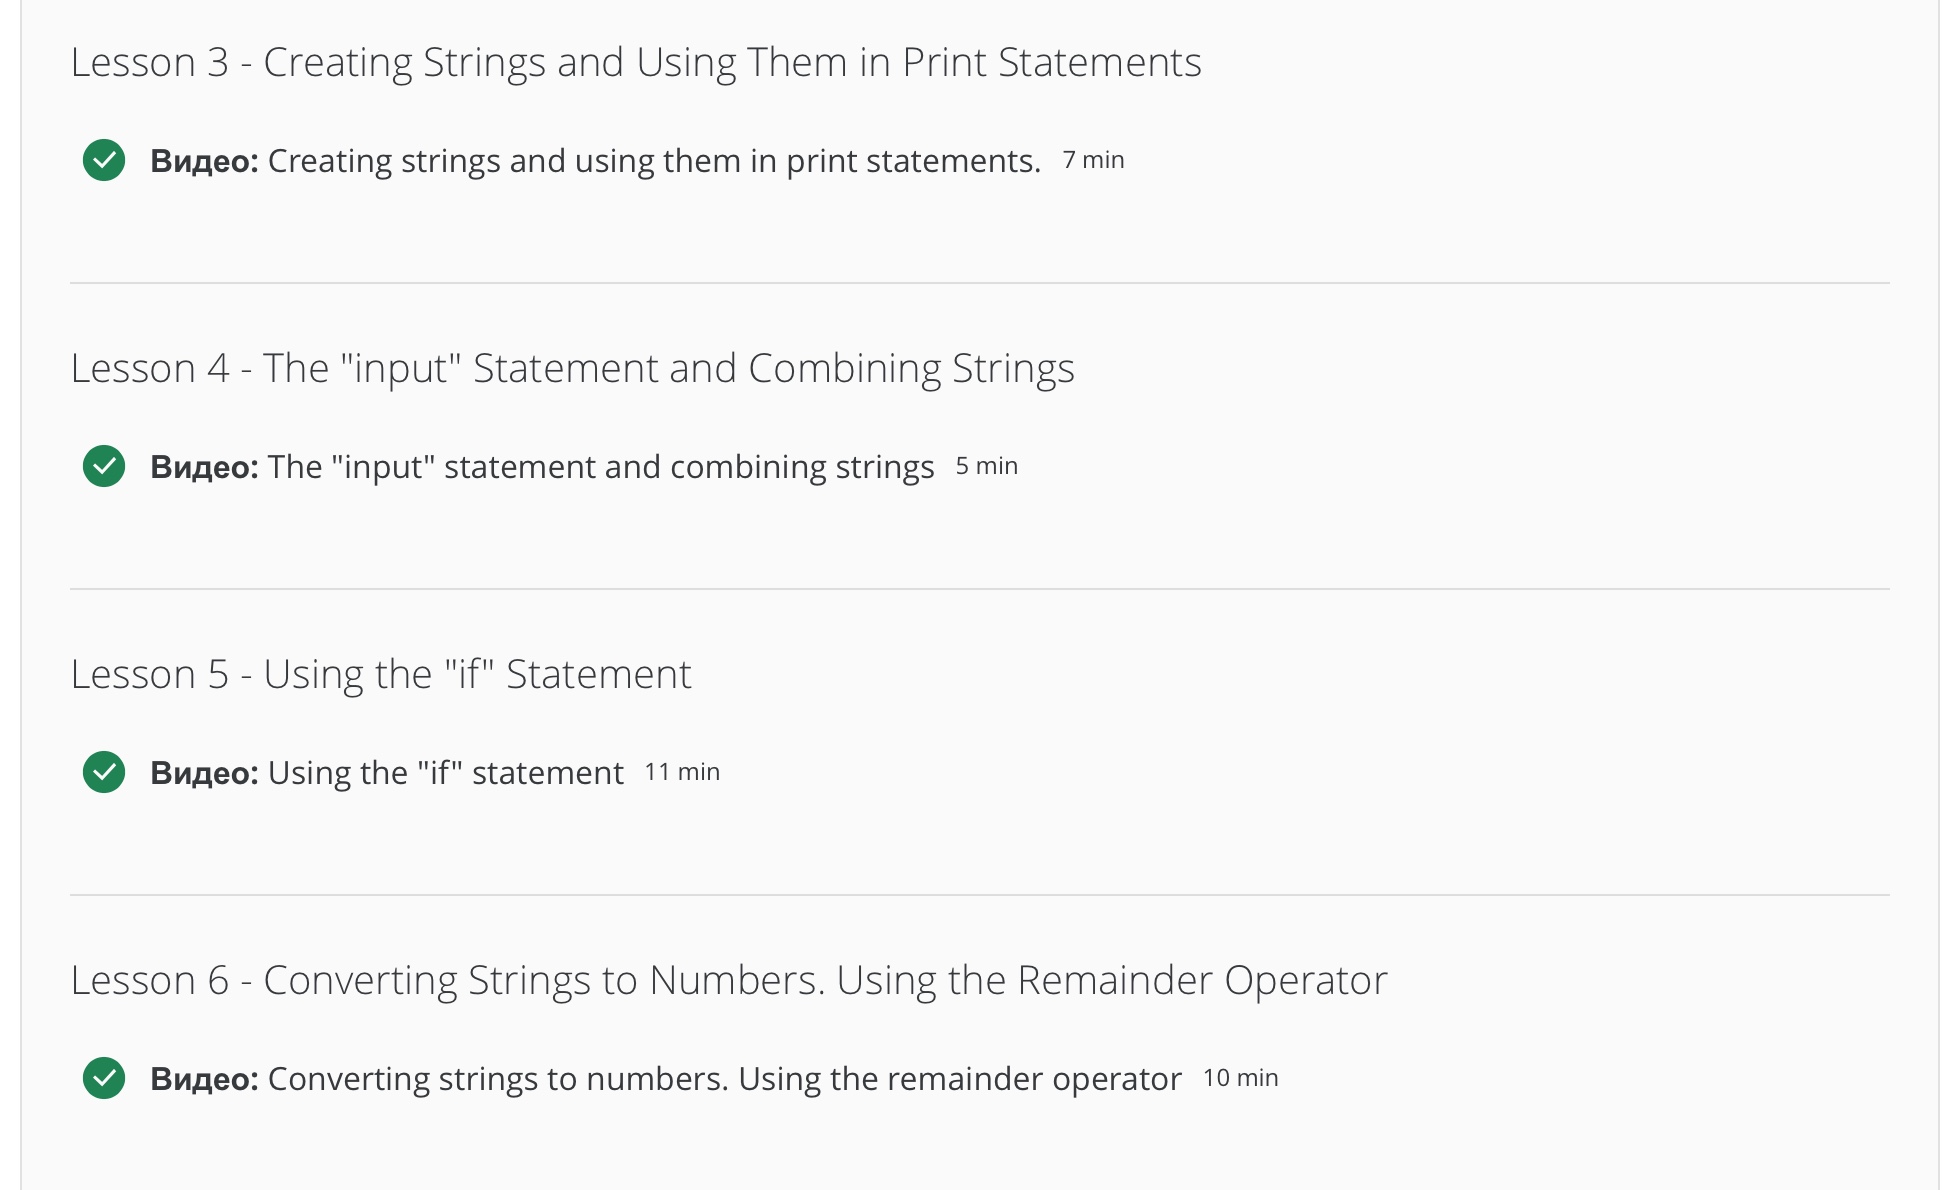 Lesson 3 - Creating Strings and Using Them in Print Statements
Видео: Creating strings and using them in print statements. 7 min
Lesson 4 - The "input" Statement and Combining Strings
Видео: The "input" statement and combining strings 5 min
Lesson 5 - Using the "if" Statement
Видео: Using the "if" statement 11 min
Lesson 6 - Converting Strings to Numbers. Using the Remainder Operator
Видео: Converting strings to numbers. Using the remainder operator 10 min